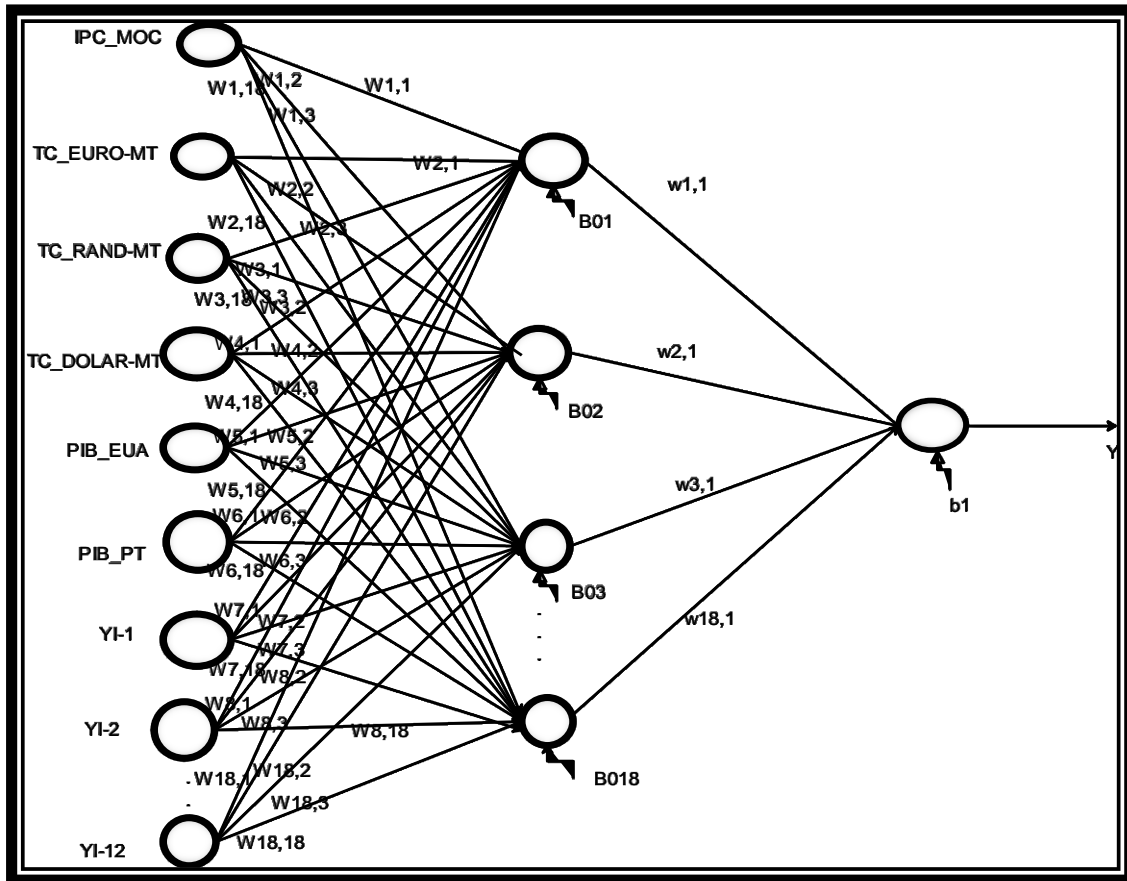 IPC_MOC
W1,2
W1,18
W1,1
W1,3
TC_EURO-MT
W2,1
w1,1
W2,2
W2,18
W2,3
B01
TC_RAND-MT
W3,1
W3,18
W3,3
W3,2
W4,1
W4,2
TC_DOLAR-MT
w2,1
W4,3
W4,18
B02
W5,1
W5,2
PIB_EUA
W5,3
Y
W5,18
w3,1
b1
W6,1
W6,2
PIB_PT
W6,3
W6,18
B03
W7,1
W7,2
YI-1
W7,3
w18,1
W7,18
W8,2
W8,1
YI-2
W8,3
W8,18
W18,1
W18,2
B018
W18,3
W18,18
YI-12